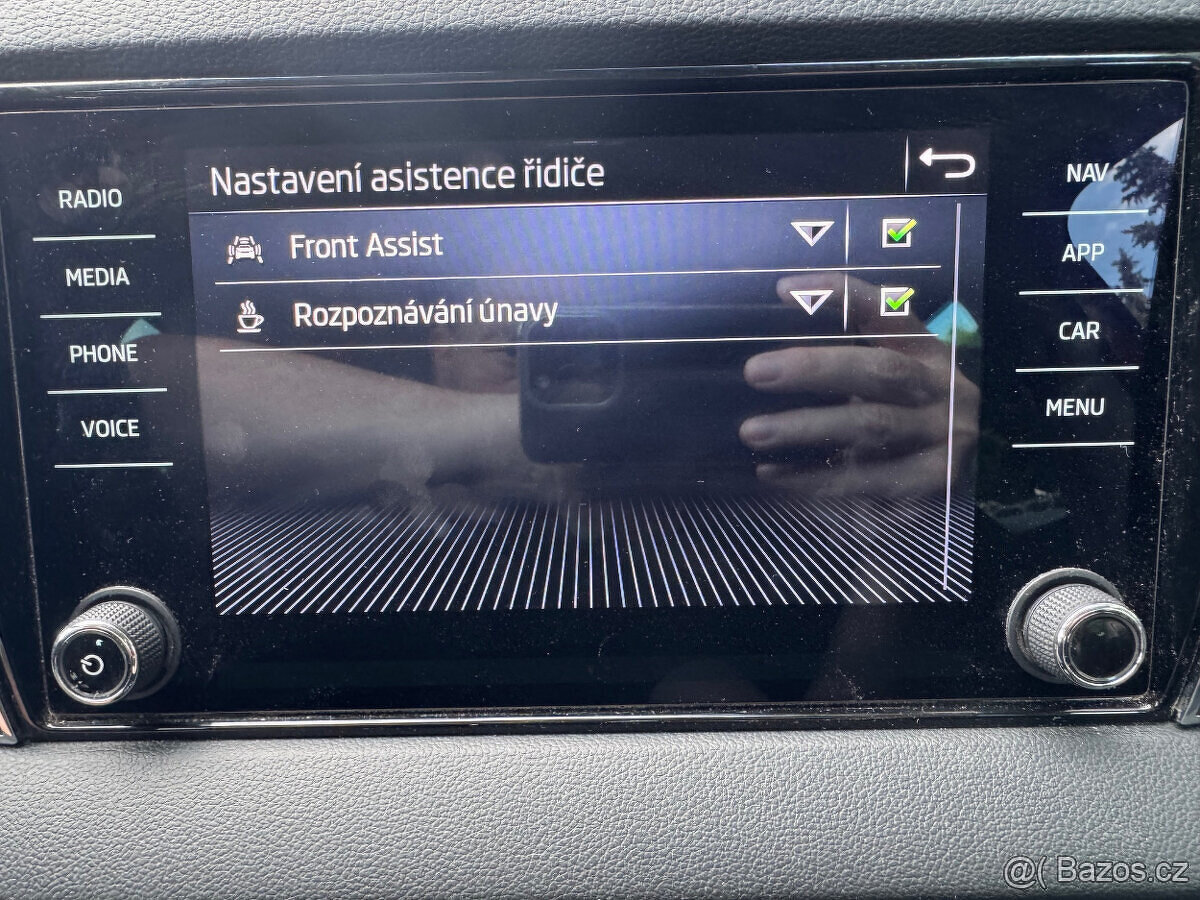 Nastavení asistence řidiče
Front Assist
Rozpoznávání únavy
RADIO
MEDIA
PHONE
VOICE
NAV
APP
CAR
MENU
@( Bazos.cz